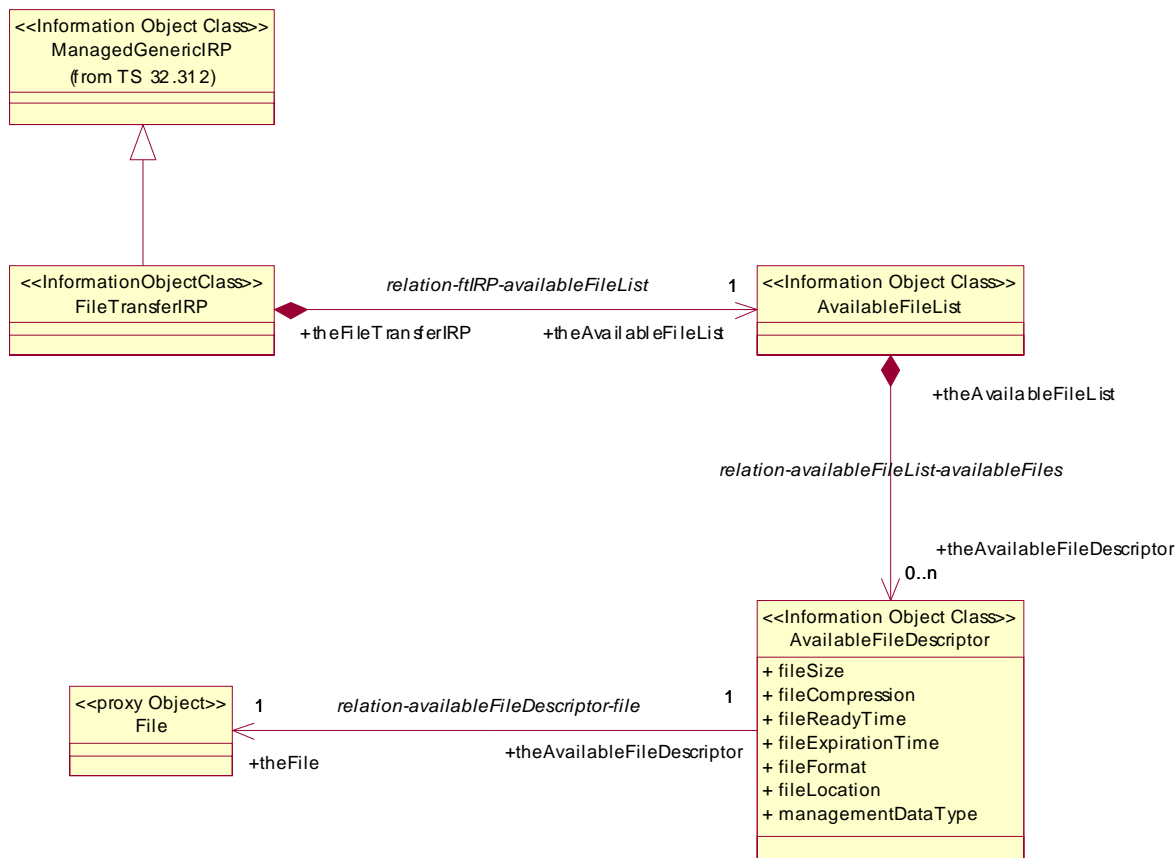 <<Information Object Class>>
ManagedGenericIRP
(from TS 32.312)
<<InformationObjectClass>>
FileTransferIRP
relation-ftIRP-availableFileList
1
+theFileTransferIRP
+theAvailableFileList
<<Information Object Class>>
AvailableFileList
+theAvailableFileList
relation-availableFileList-availableFiles
+theAvailableFileDescriptor
0..n
<<Information Object Class>>
AvailableFileDescriptor
+ fileSize
+ fileCompression
+ fileReadyTime
+ fileExpirationTime
+ fileFormat
+ fileLocation
+ managementDataType
<<proxy Object>>
File
1
relation-availableFileDescriptor-file
1
+theFile
+theAvailableFileDescriptor